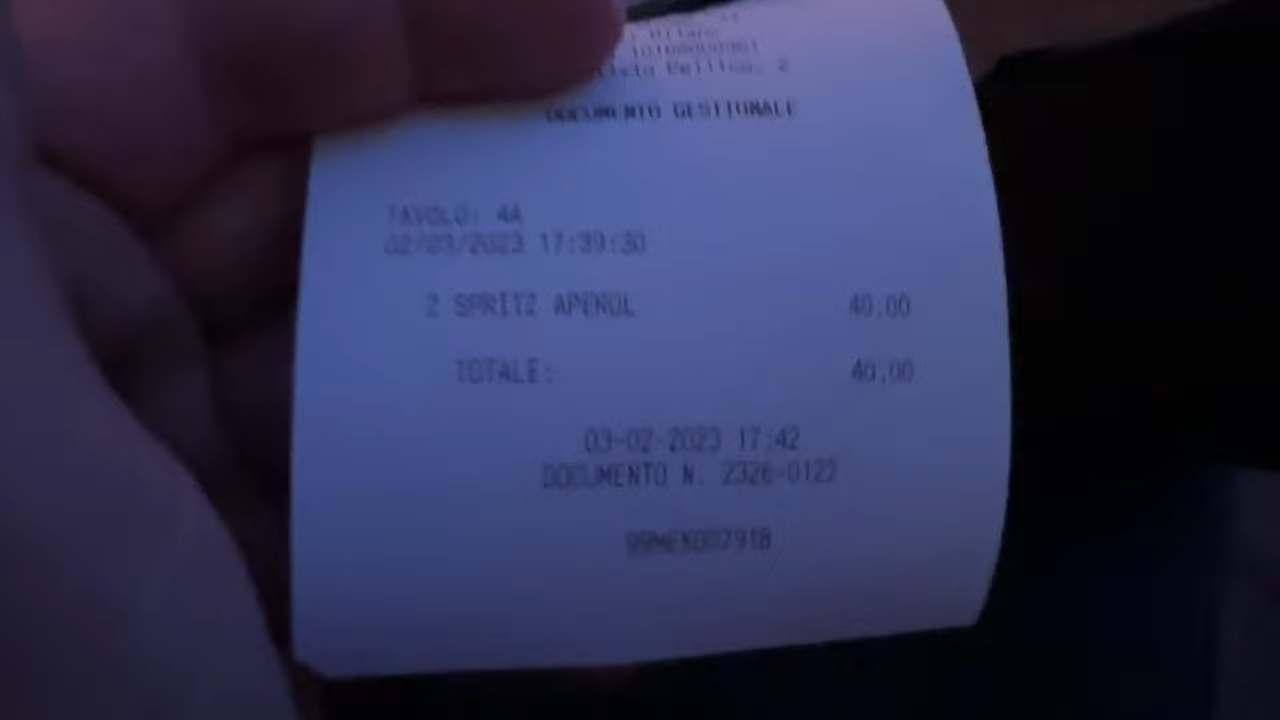 DOCUMENTO GESTIONALE
TAVOLO: 4A
02/03/2023 17:39:30
2 SPRITZ APEROL 40,00
TOTALE: 40,00
03-02-2023 17:42
DOCUMENTO N. 2326-0122